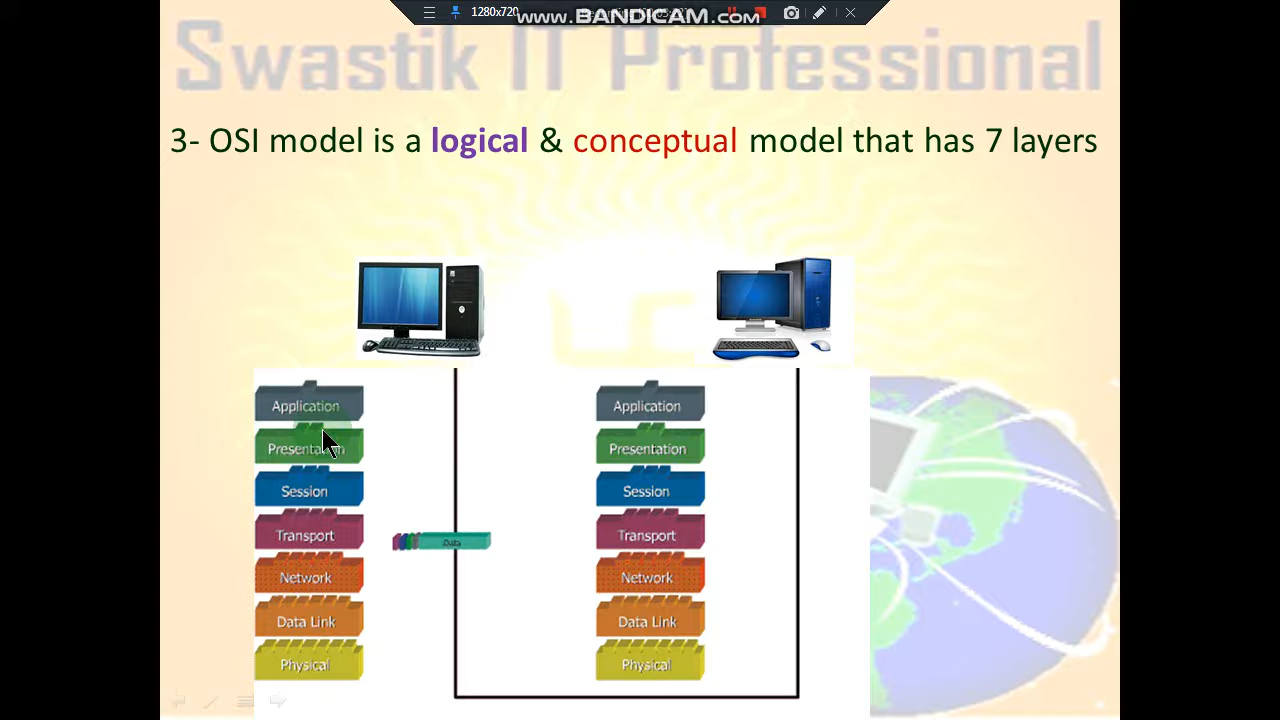 1280x720
www.BANDICAM.com
Swastik IT Professional
3- OSI model is a logical & conceptual model that has 7 layers
Application
Presentation
Session
Transport
Network
Data Link
Physical
Data
Application
Presentation
Session
Transport
Network
Data Link
Physical